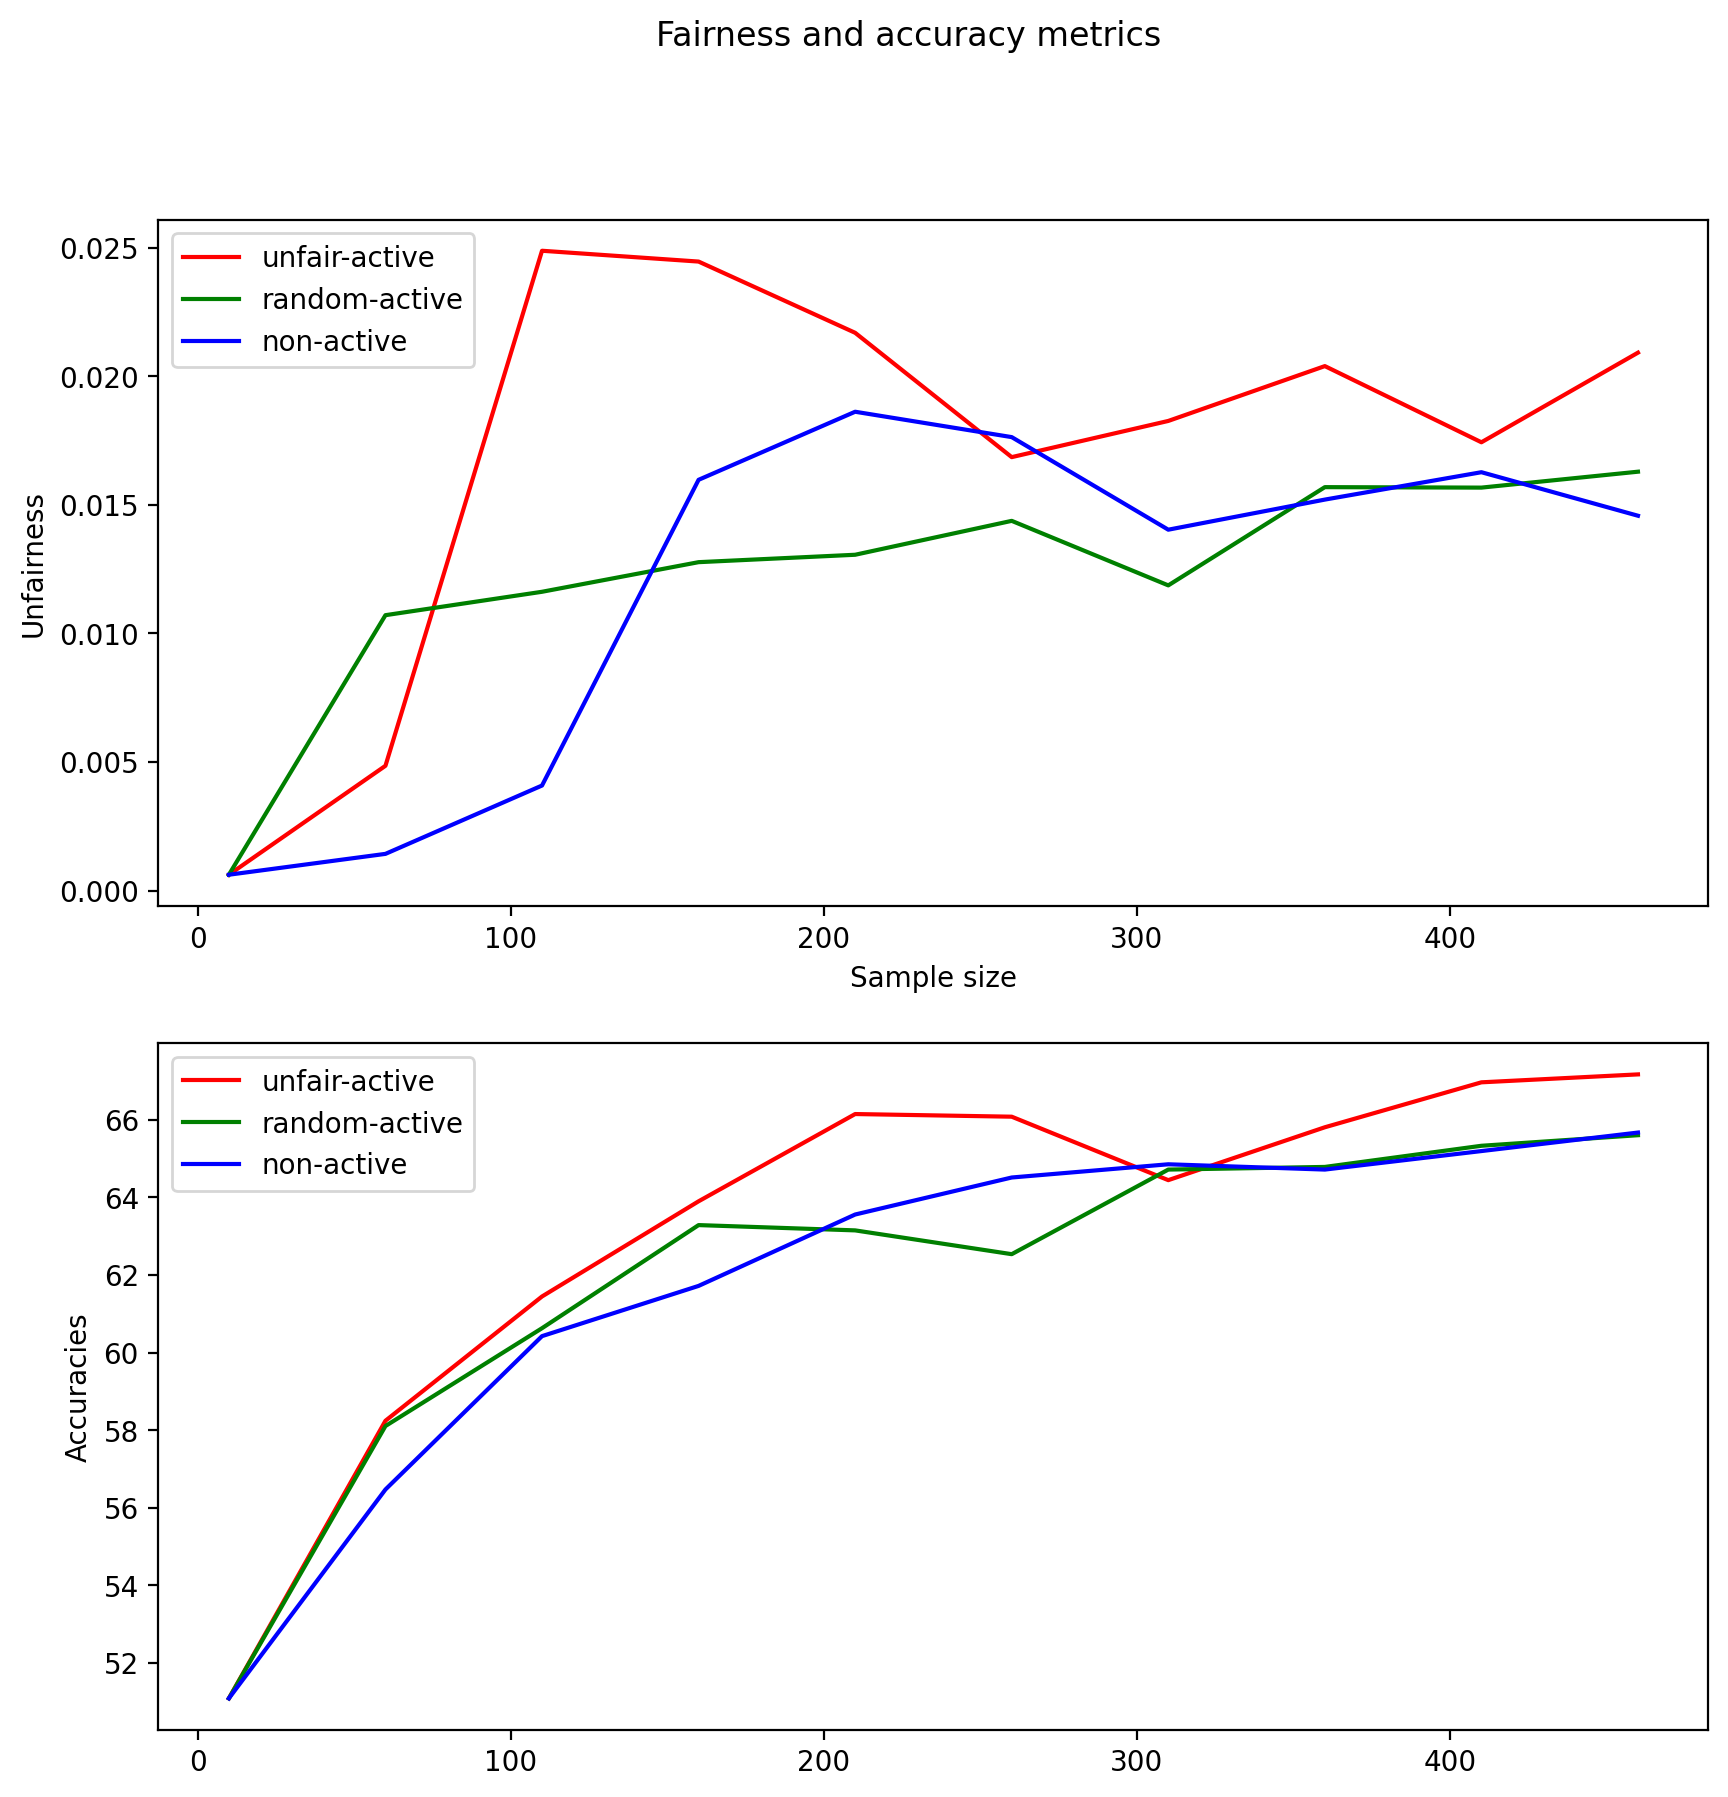 Fairness and accuracy metrics
0.025
0.020
0.015
0.010
0.005
0.000
Unfairness
unfair-active
random-active
non-active
0 100 200 300 400
Sample size
66
64
62
60
58
56
54
52
Accuracies
unfair-active
random-active
non-active
0 100 200 300 400